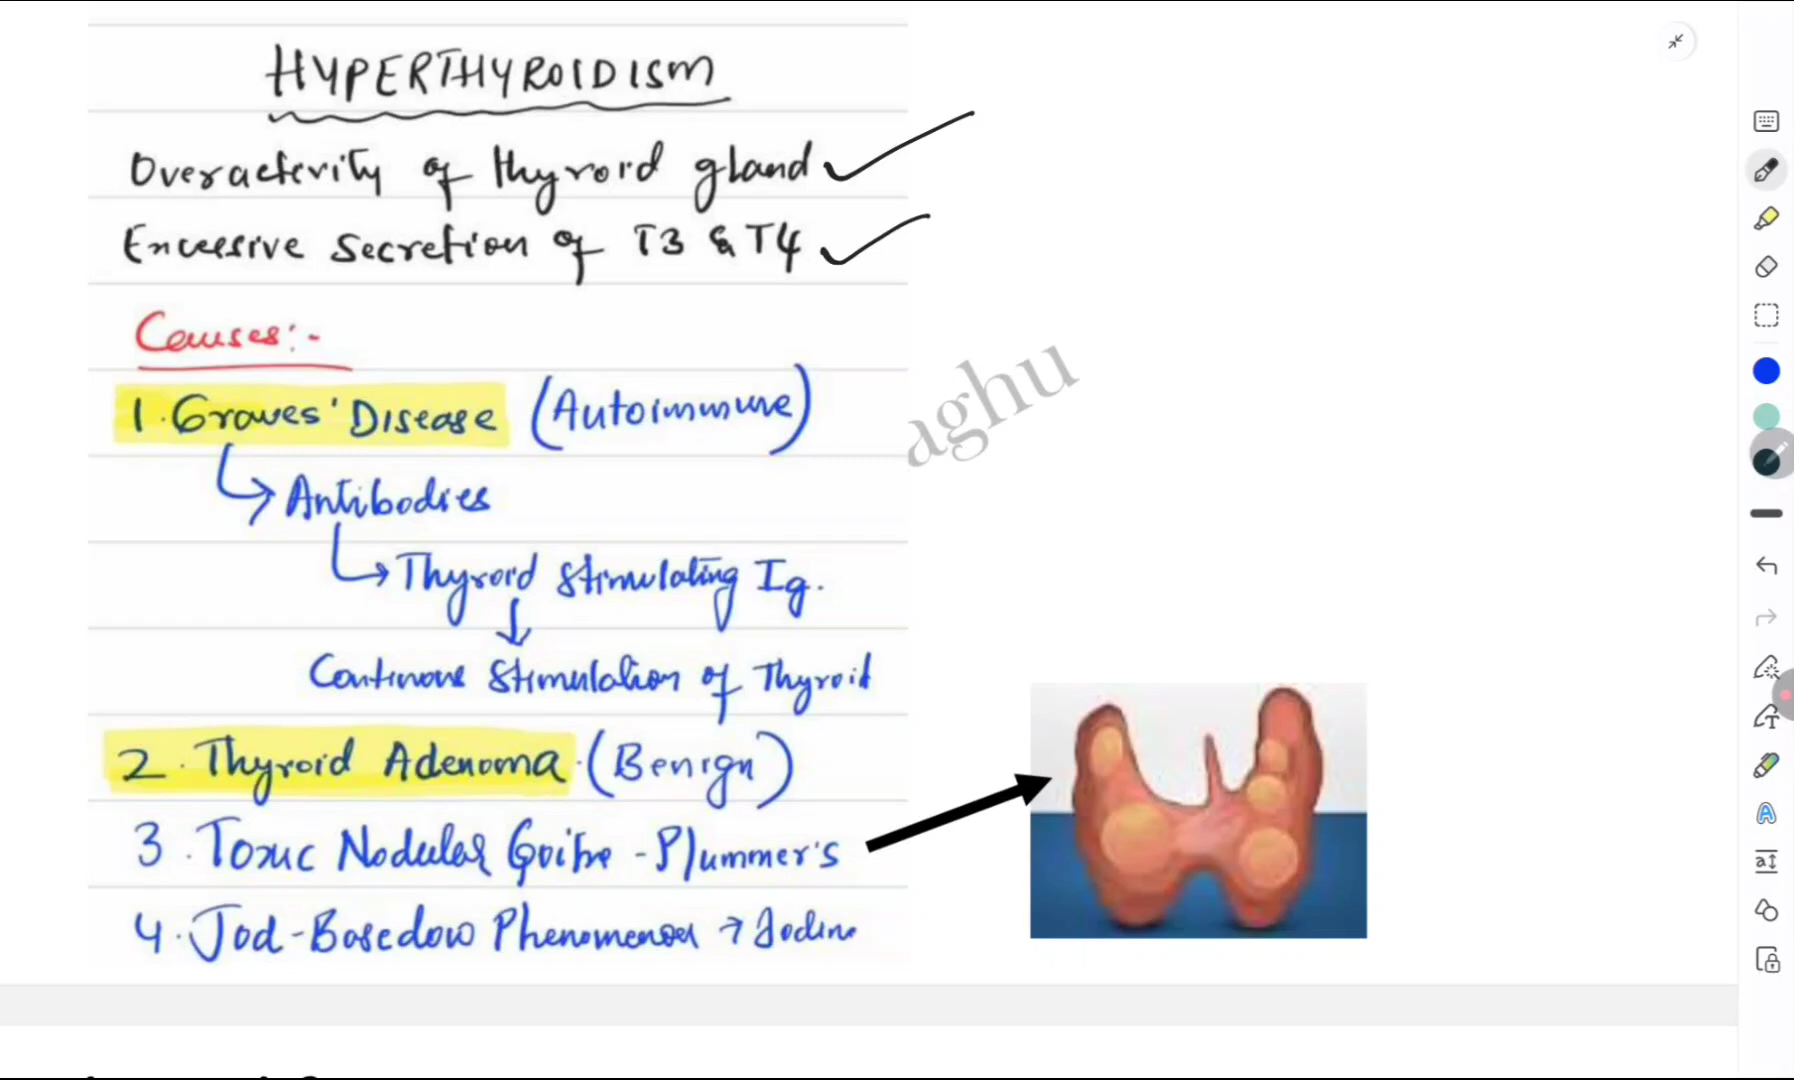 HYPERTHYROIDISM
Overactivity of thyroid gland
Excessive Secretion of T3 & T4
Causes:-
1. Graves' Disease (Autoimmune)
Antibodies
Thyroid Stimulating Ig.
Continous Stimulation of Thyroid
2. Thyroid Adenoma (Benign)
3. Toxic Nodular Goitre - Plummer's
4. Jod-Basedow Phenomenon → Iodine
aghu